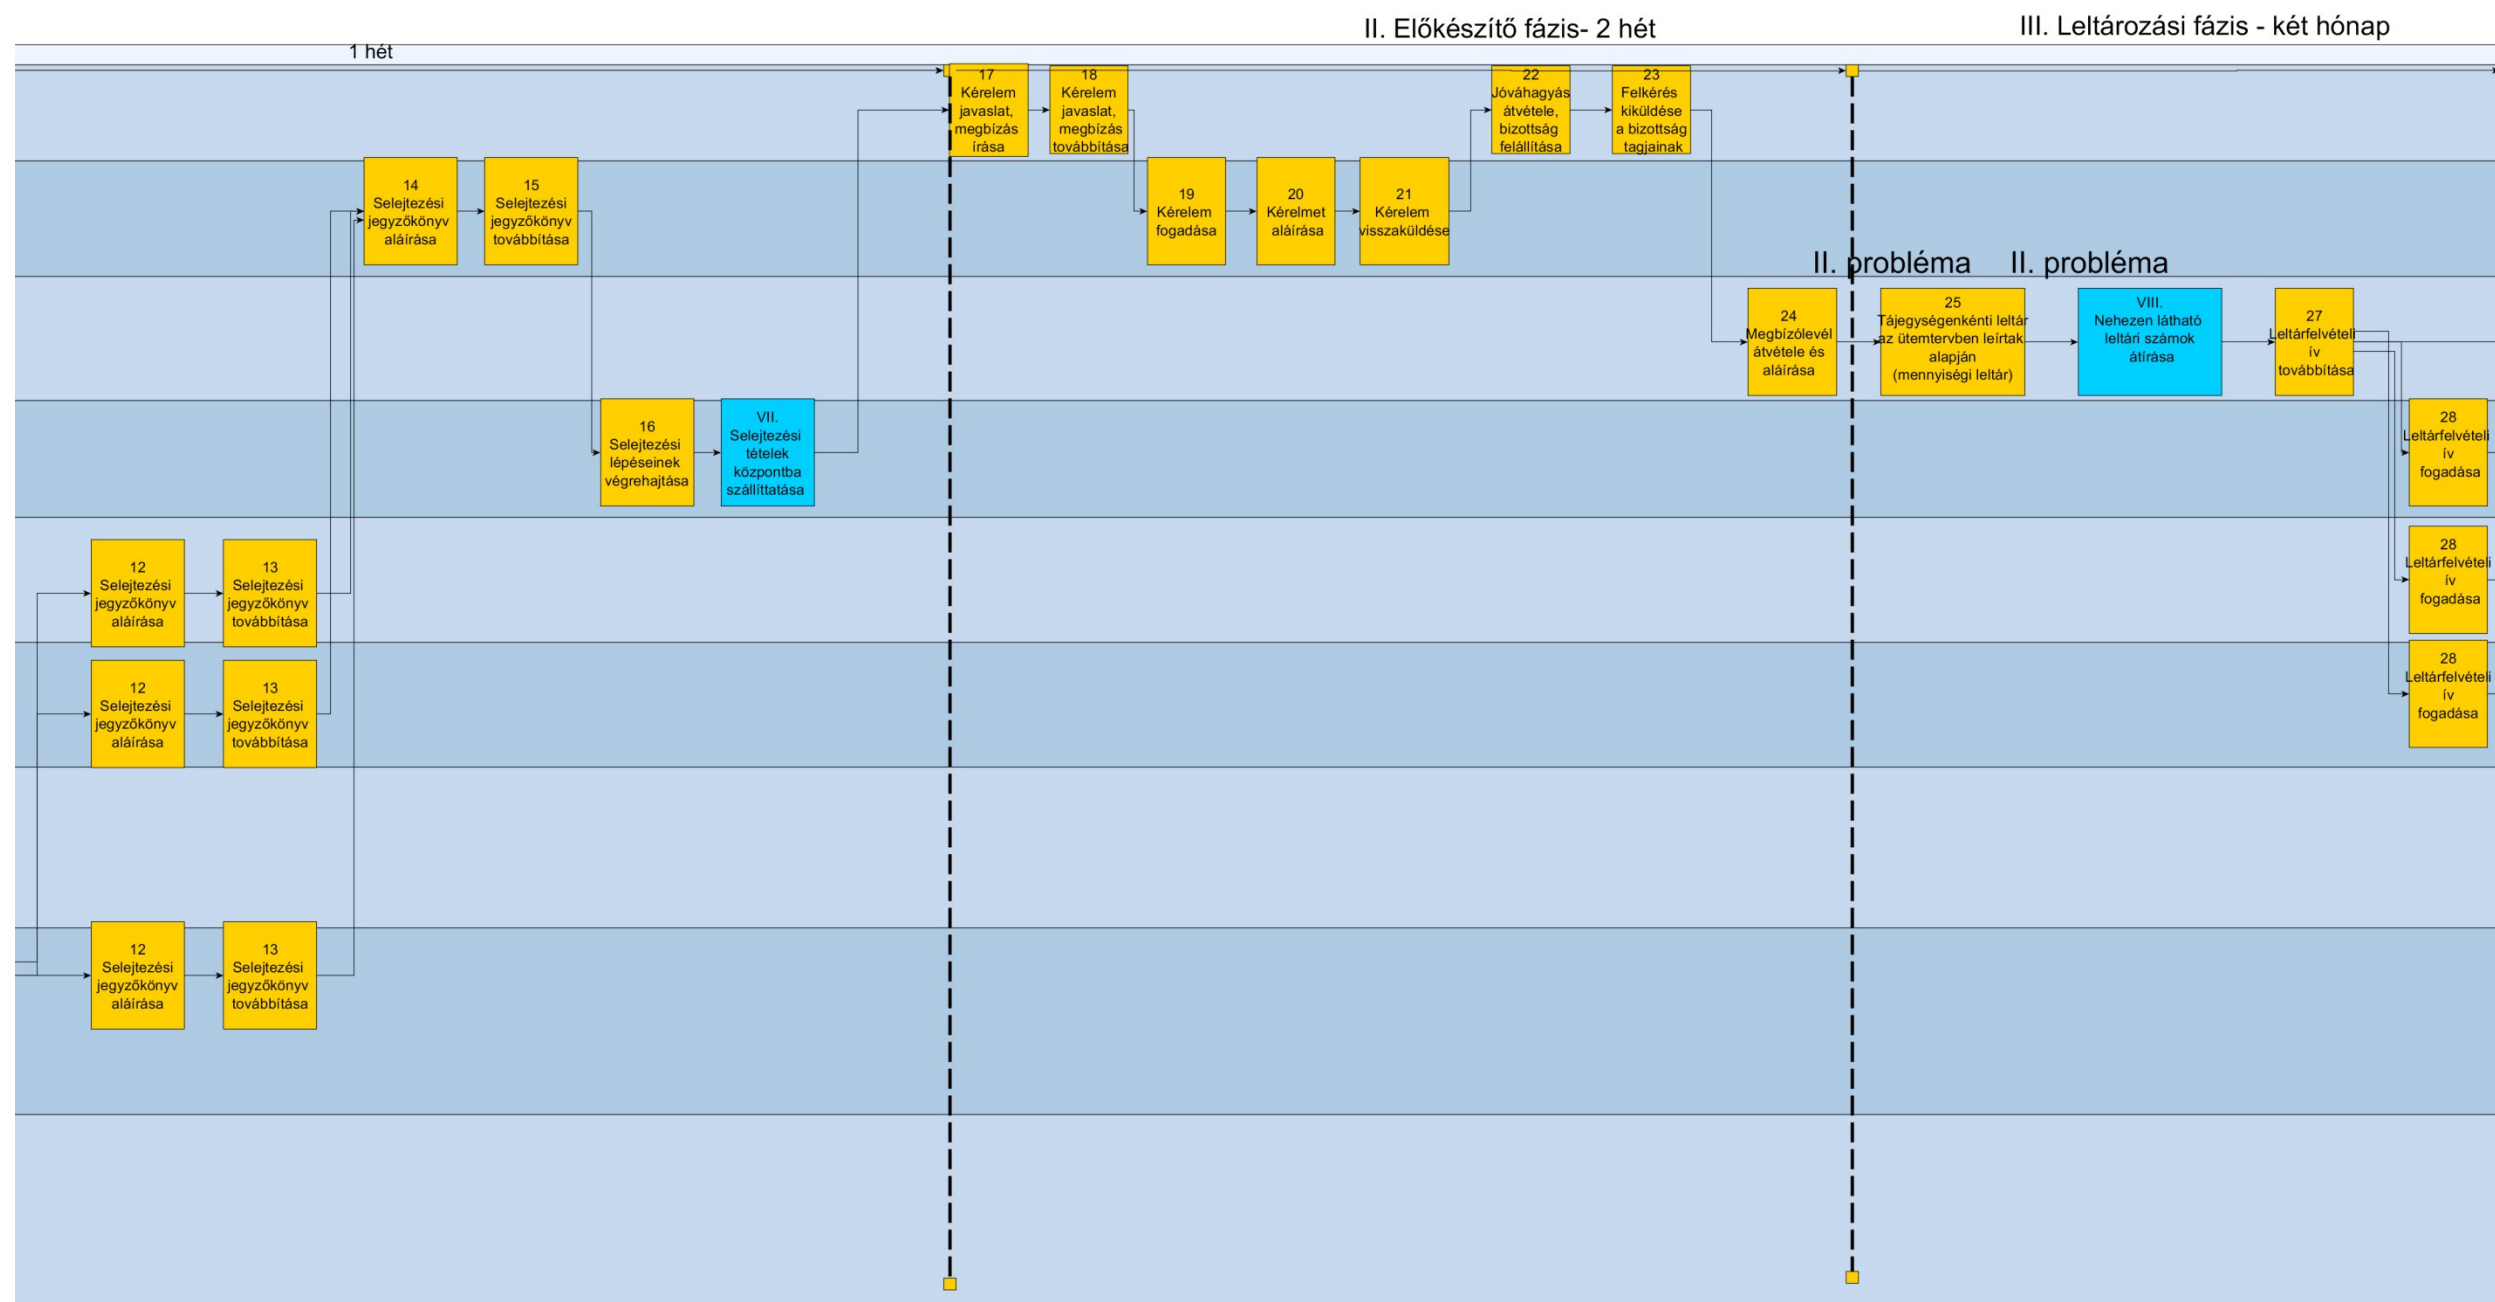 II. Előkészítő fázis- 2 hét
III. Leltározási fázis - két hónap
1 hét
17
Kérelem
javaslat,
megbízás
írása
18
Kérelem
javaslat,
megbízás
továbbítása
22
Jóváhagyás
átvétele,
bizottság
felállítása
23
Felkérés
kiküldése
a bizottság
tagjainak
14
Selejtezési
jegyzőkönyv
aláírása
15
Selejtezési
jegyzőkönyv
továbbítása
19
Kérelem
fogadása
20
Kérelmet
aláírása
21
Kérelem
visszaküldése
II. probléma
II. probléma
24
Megbízólevél
átvétele és
aláírása
25
Tájegységenkénti leltár
az ütemtervben leírtak
alapján
(mennyiségi leltár)
VIII.
Nehezen látható
leltári számok
átírása
27
Leltárfelvételi
ív
továbbítása
16
Selejtezési
lépéseinek
végrehajtása
VII.
Selejtezési
tételek
központba
szállíttatása
28
Leltárfelvételi
ív
fogadása
12
Selejtezési
jegyzőkönyv
aláírása
13
Selejtezési
jegyzőkönyv
továbbítása
28
Leltárfelvételi
ív
fogadása
12
Selejtezési
jegyzőkönyv
aláírása
13
Selejtezési
jegyzőkönyv
továbbítása
28
Leltárfelvételi
ív
fogadása
12
Selejtezési
jegyzőkönyv
aláírása
13
Selejtezési
jegyzőkönyv
továbbítása